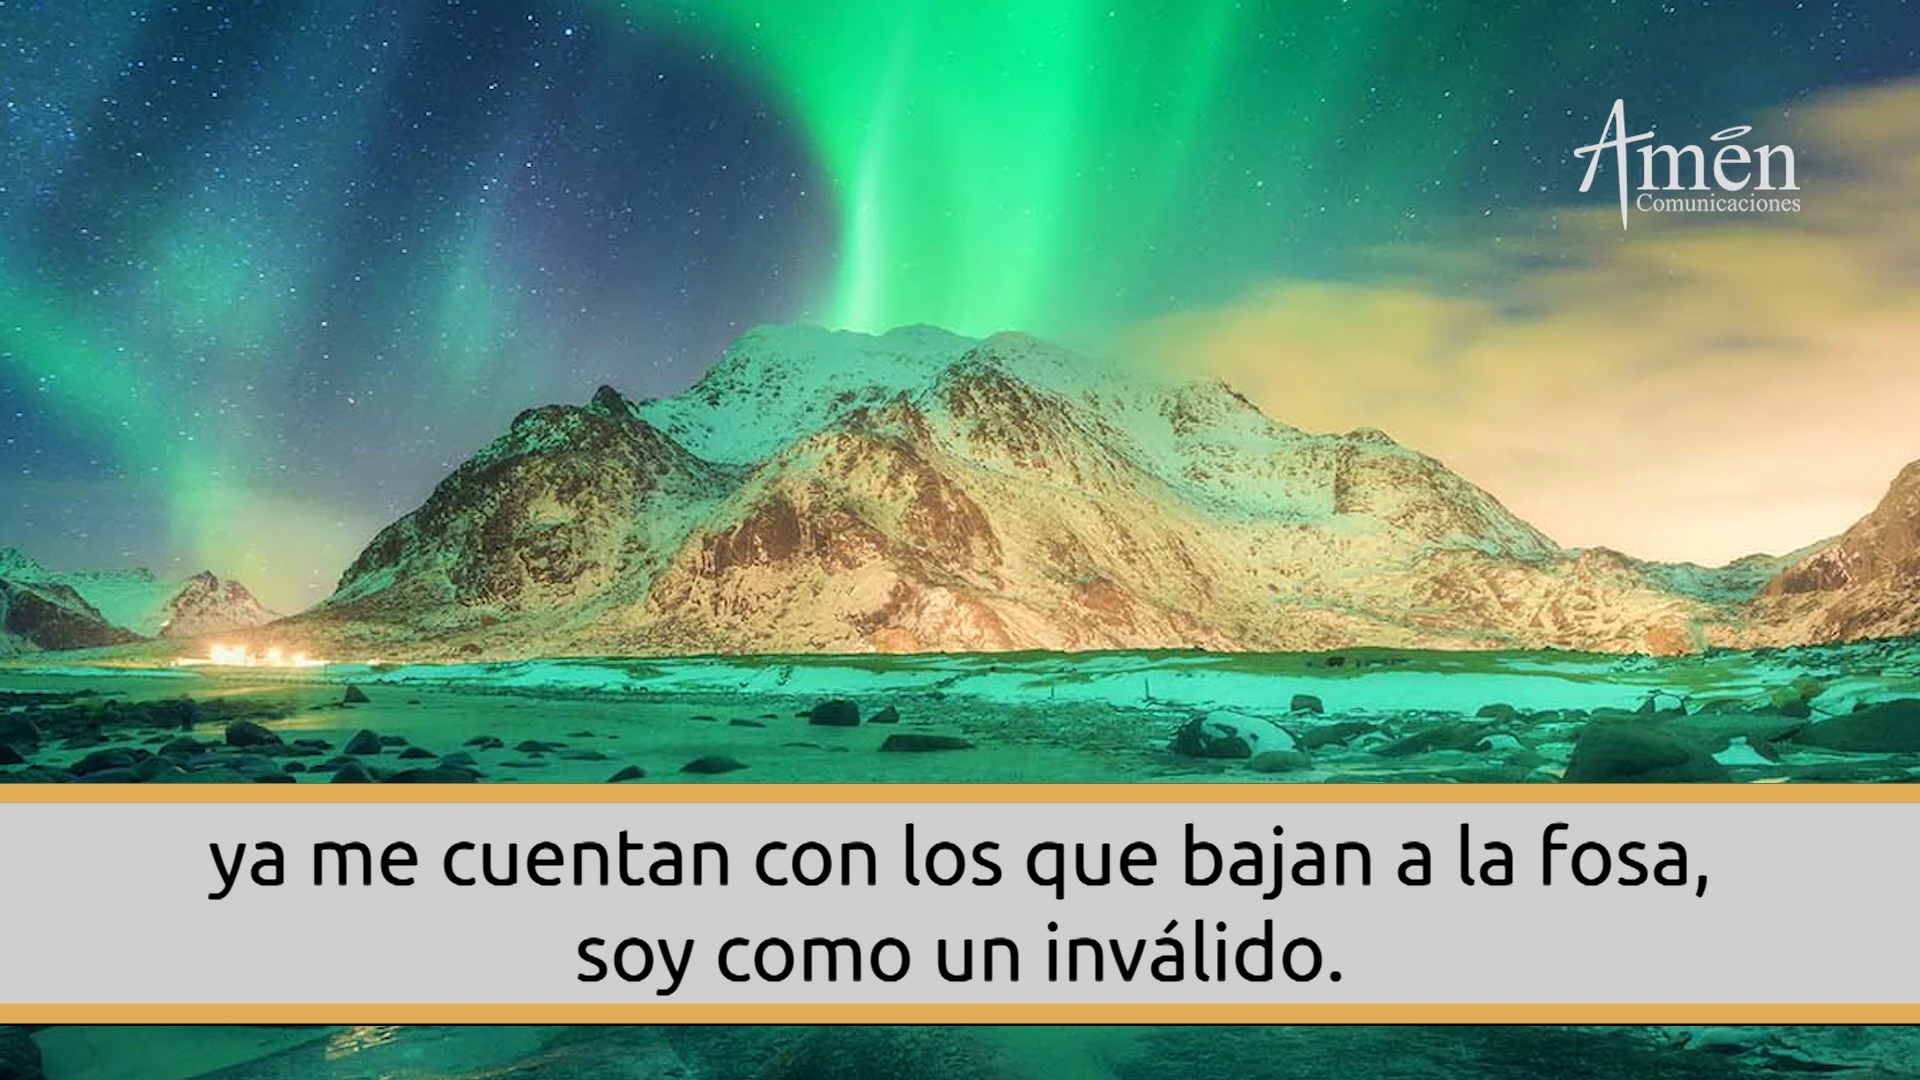 Amén
Comunicaciones
ya me cuentan con los que bajan a la fosa,
soy como un inválido.